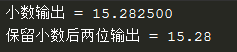 小数输出 = 15.282500
保留小数后两位输出 = 15.28